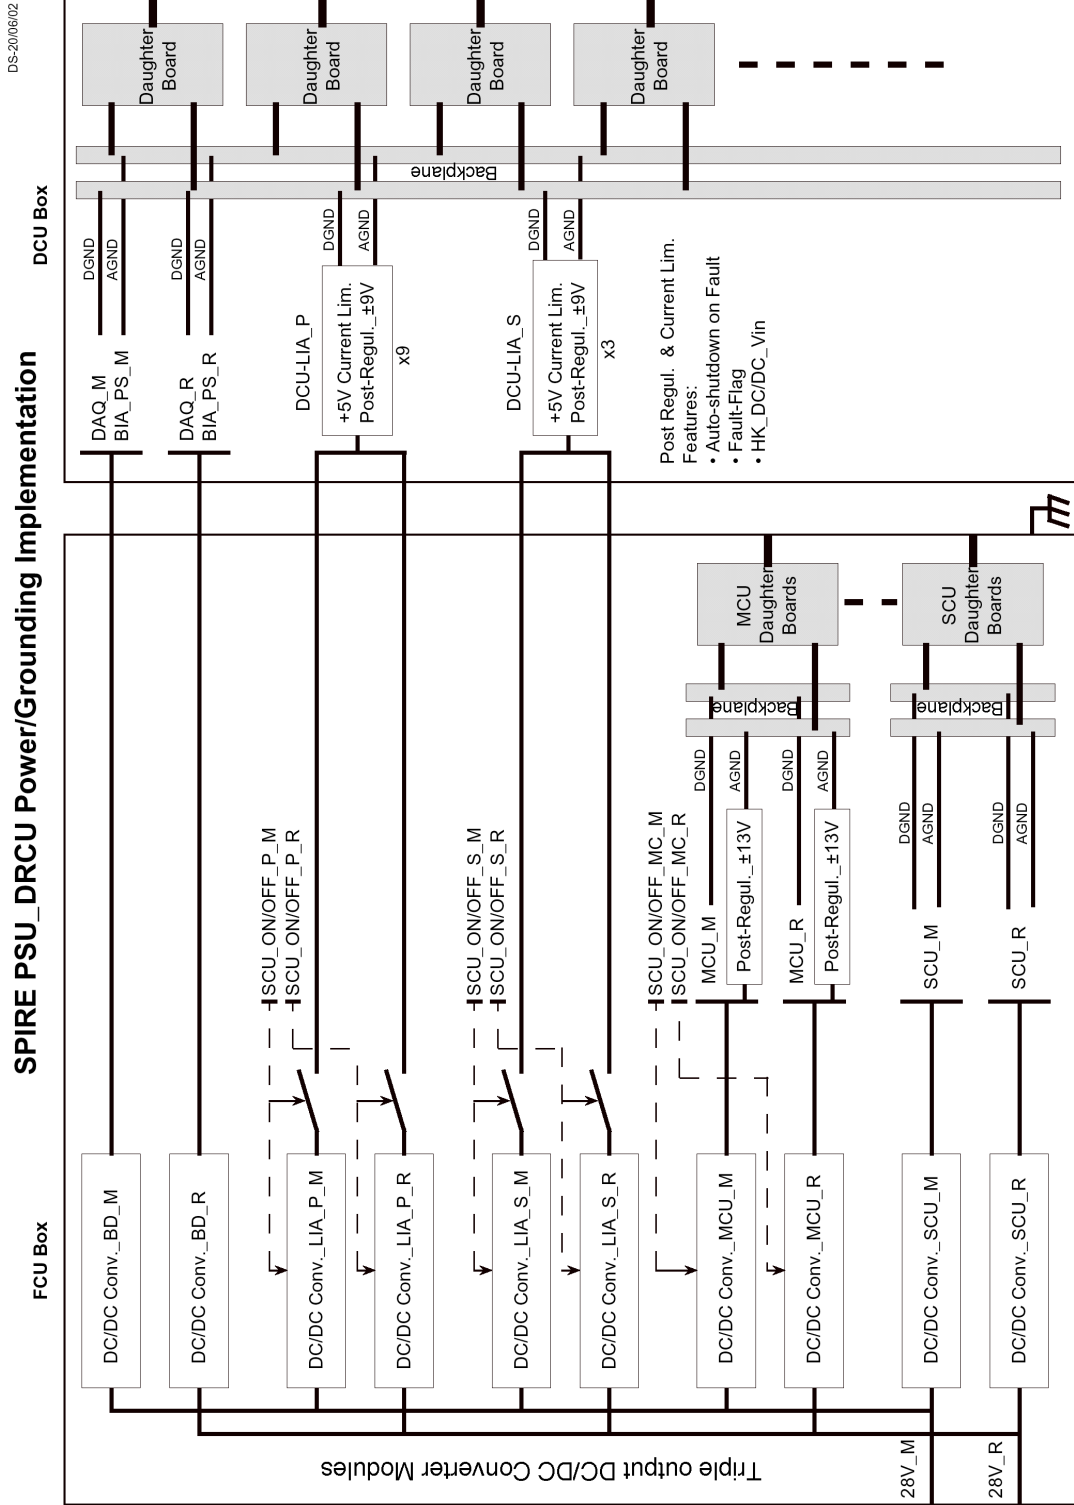 DS-20/06/02
SPIRE PSU_DRCU Power/Grounding Implementation
FCU Box
DCU Box
DC/DC Conv._BD_M
DC/DC Conv._BD_R
DC/DC Conv._LIA_P_M
DC/DC Conv._LIA_P_R
DC/DC Conv._LIA_S_M
DC/DC Conv._LIA_S_R
DC/DC Conv._MCU_M
DC/DC Conv._MCU_R
DC/DC Conv._SCU_M
DC/DC Conv._SCU_R
Triple output DC/DC Converter Modules
28V_M
28V_R
SCU_ON/OFF_P_M
SCU_ON/OFF_P_R
SCU_ON/OFF_S_M
SCU_ON/OFF_S_R
SCU_ON/OFF_MC_M
SCU_ON/OFF_MC_R
MCU_M
Post-Regul._±13V
MCU_R
Post-Regul._±13V
SCU_M
SCU_R
DGND
AGND
DGND
AGND
DGND
AGND
DGND
AGND
Backplane
Backplane
MCU
Daughter
Boards
SCU
Daughter
Boards
DAQ_M
BIA_PS_M
DAQ_R
BIA_PS_R
DCU-LIA_P
+5V Current Lim.
Post-Regul._±9V
x9
DCU-LIA_S
+5V Current Lim.
Post-Regul._±9V
x3
Post Regul. & Current Lim.
Features:
• Auto-shutdown on Fault
• Fault-Flag
• HK_DC/DC_Vin
DGND
AGND
DGND
AGND
DGND
AGND
DGND
AGND
Backplane
Daughter
Board
Daughter
Board
Daughter
Board
Daughter
Board